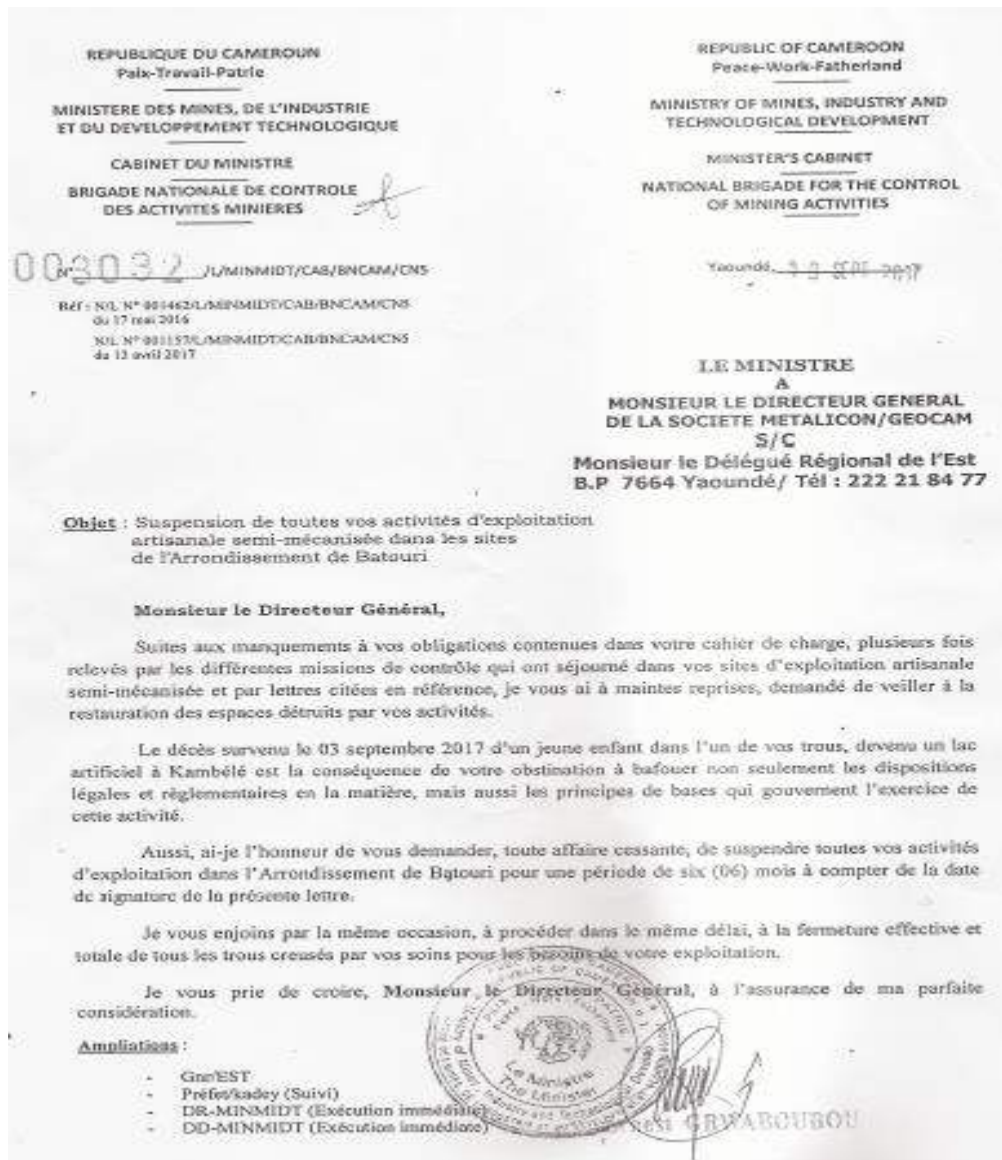 REPUBLIQUE DU CAMEROUN
Paix-Travail-Patrie
MINISTERE DES MINES, DE L'INDUSTRIE
ET DU DEVELOPPEMENT TECHNOLOGIQUE
CABINET DU MINISTRE
BRIGADE NATIONALE DE CONTROLE
DES ACTIVITES MINIERES
REPUBLIC OF CAMEROON
Peace-Work-Fatherland
MINISTRY OF MINES, INDUSTRY AND
TECHNOLOGICAL DEVELOPMENT
MINISTER'S CABINET
NATIONAL BRIGADE FOR THE CONTROL
OF MINING ACTIVITIES
N° 003032 /L/MINMIDT/CAB/BNCAM/CNS
Yaoundé, SEPT 2017
Réf : N/L N° 001462/L/MINMIDT/CAB/BNCAM/CNS
du 17 mai 2016
N/L N° 001157/L/MINMIDT/CAB/BNCAM/CNS
du 13 avril 2017
LE MINISTRE
A
MONSIEUR LE DIRECTEUR GENERAL
DE LA SOCIETE METALICON/GEOCAM
S/C
Monsieur le Délégué Régional de l'Est
B.P 7664 Yaoundé/ Tél : 222 21 84 77
Objet : Suspension de toutes vos activités d'exploitation
artisanale semi-mécanisée dans les sites
de l'Arrondissement de Batouri
Monsieur le Directeur Général,
Suites aux manquements à vos obligations contenues dans votre cahier de charge, plusieurs fois
relevés par les différentes missions de contrôle qui ont séjourné dans vos sites d'exploitation artisanale
semi-mécanisée et par lettres citées en référence, je vous ai à maintes reprises, demandé de veiller à la
restauration des espaces détruits par vos activités.
Le décès survenu le 03 septembre 2017 d'un jeune enfant dans l'un de vos trous, devenu un lac
artificiel à Kambélé est la conséquence de votre obstination à bafouer non seulement les dispositions
légales et règlementaires en la matière, mais aussi les principes de bases qui gouvernent l'exercice de
cette activité.
Aussi, ai-je l'honneur de vous demander, toute affaire cessante, de suspendre toutes vos activités
d'exploitation dans l'Arrondissement de Batouri pour une période de six (06) mois à compter de la date
de signature de la présente lettre.
Je vous enjoins par la même occasion, à procéder dans le même délai, à la fermeture effective et
totale de tous les trous creusés par vos soins pour les besoins de votre exploitation.
Je vous prie de croire, Monsieur le Directeur Général, à l'assurance de ma parfaite
considération.
Ampliations :
- Gnr/EST
- Préfet/kadey (Suivi)
- DR-MINMIDT (Exécution immédiate)
- DD-MINMIDT (Exécution immédiate)
Le Ministre
The Minister
GBWABOUBOU